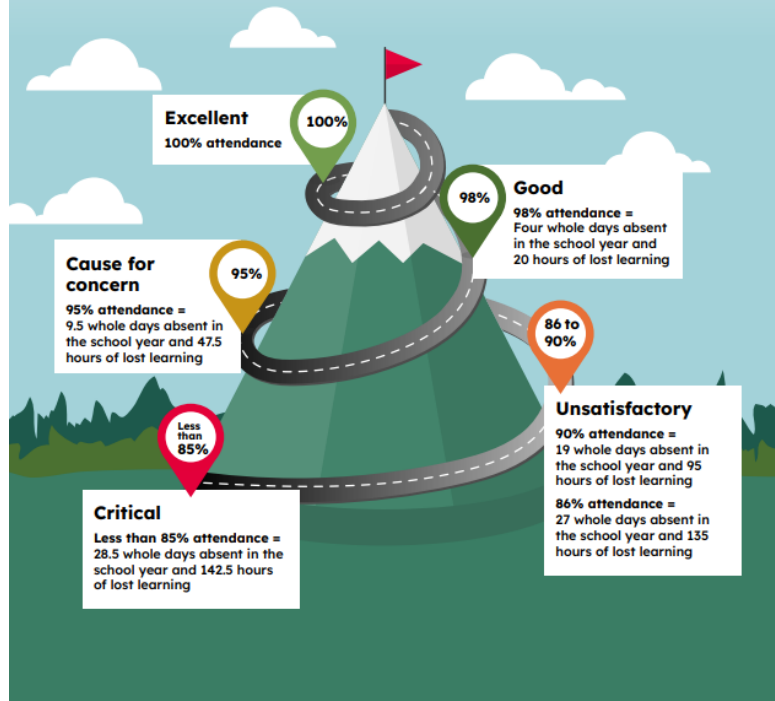 Excellent
100% attendance
100%
98%
Good
98% attendance =
Four whole days absent
in the school year and
20 hours of lost learning
Cause for
concern
95% attendance =
9.5 whole days absent in
the school year and 47.5
hours of lost learning
95%
86 to
90%
Unsatisfactory
90% attendance =
19 whole days absent in
the school year and 95
hours of lost learning
86% attendance =
27 whole days absent in
the school year and 135
hours of lost learning
Less
than
85%
Critical
Less than 85% attendance =
28.5 whole days absent in the
school year and 142.5 hours
of lost learning